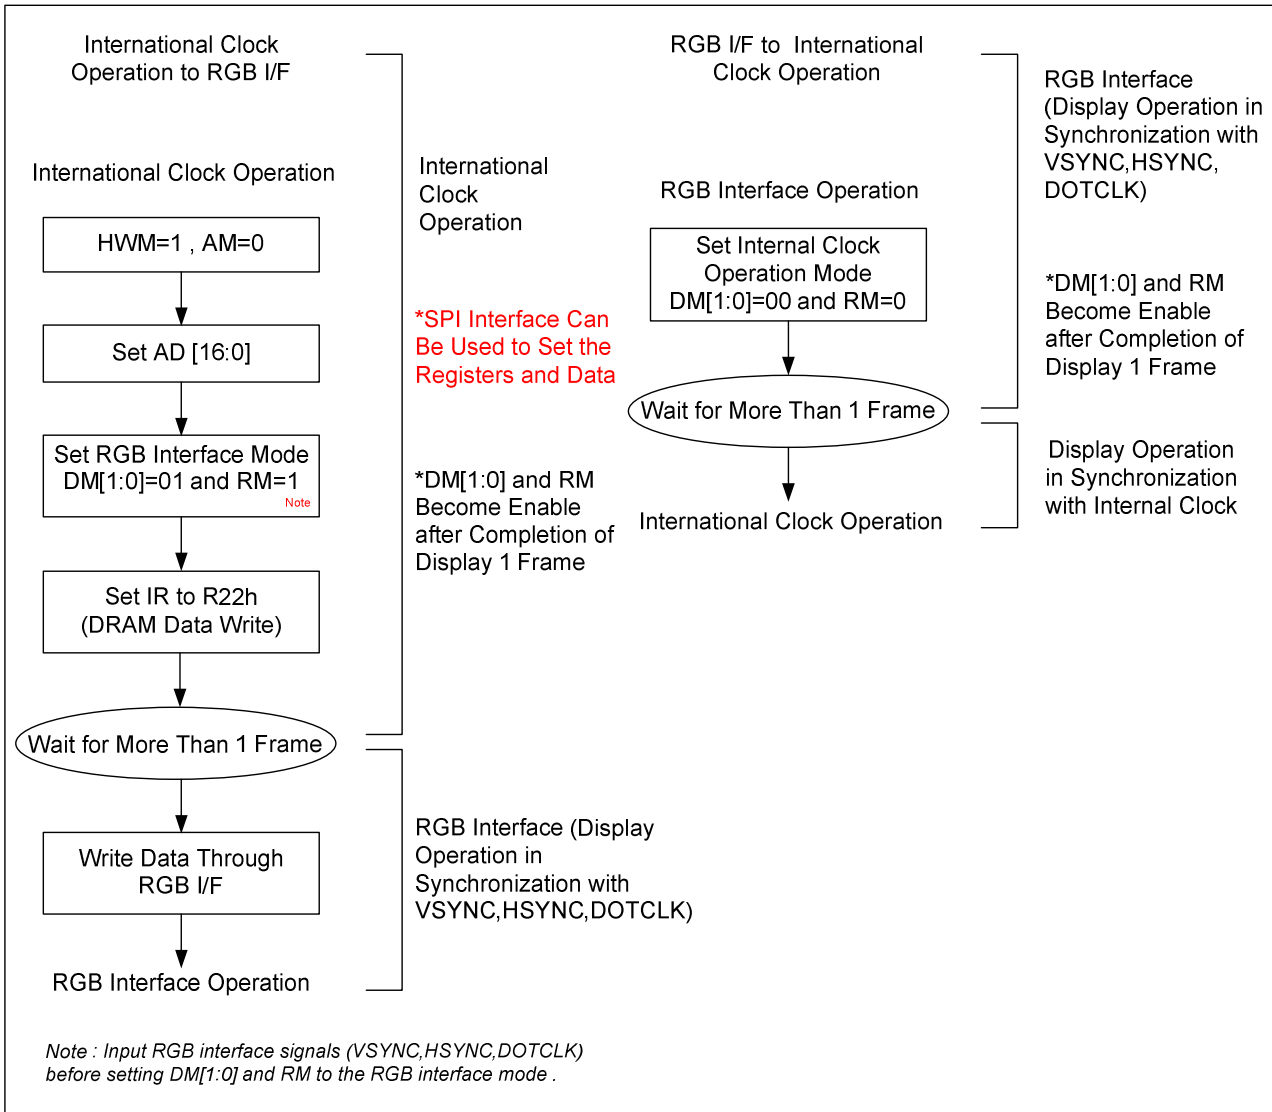 International Clock
Operation to RGB I/F
International Clock Operation
HWM=1 , AM=0
Set AD [16:0]
Set RGB Interface Mode
DM[1:0]=01 and RM=1
Note
Set IR to R22h
(DRAM Data Write)
Wait for More Than 1 Frame
Write Data Through
RGB I/F
RGB Interface Operation
International
Clock
Operation
*SPI Interface Can
Be Used to Set the
Registers and Data
*DM[1:0] and RM
Become Enable
after Completion of
Display 1 Frame
RGB Interface (Display
Operation in
Synchronization with
VSYNC,HSYNC,DOTCLK)
RGB I/F to International
Clock Operation
RGB Interface Operation
Set Internal Clock
Operation Mode
DM[1:0]=00 and RM=0
Wait for More Than 1 Frame
International Clock Operation
RGB Interface
(Display Operation in
Synchronization with
VSYNC,HSYNC,
DOTCLK)
*DM[1:0] and RM
Become Enable
after Completion of
Display 1 Frame
Display Operation
in Synchronization
with Internal Clock
Note : Input RGB interface signals (VSYNC,HSYNC,DOTCLK)
before setting DM[1:0] and RM to the RGB interface mode .